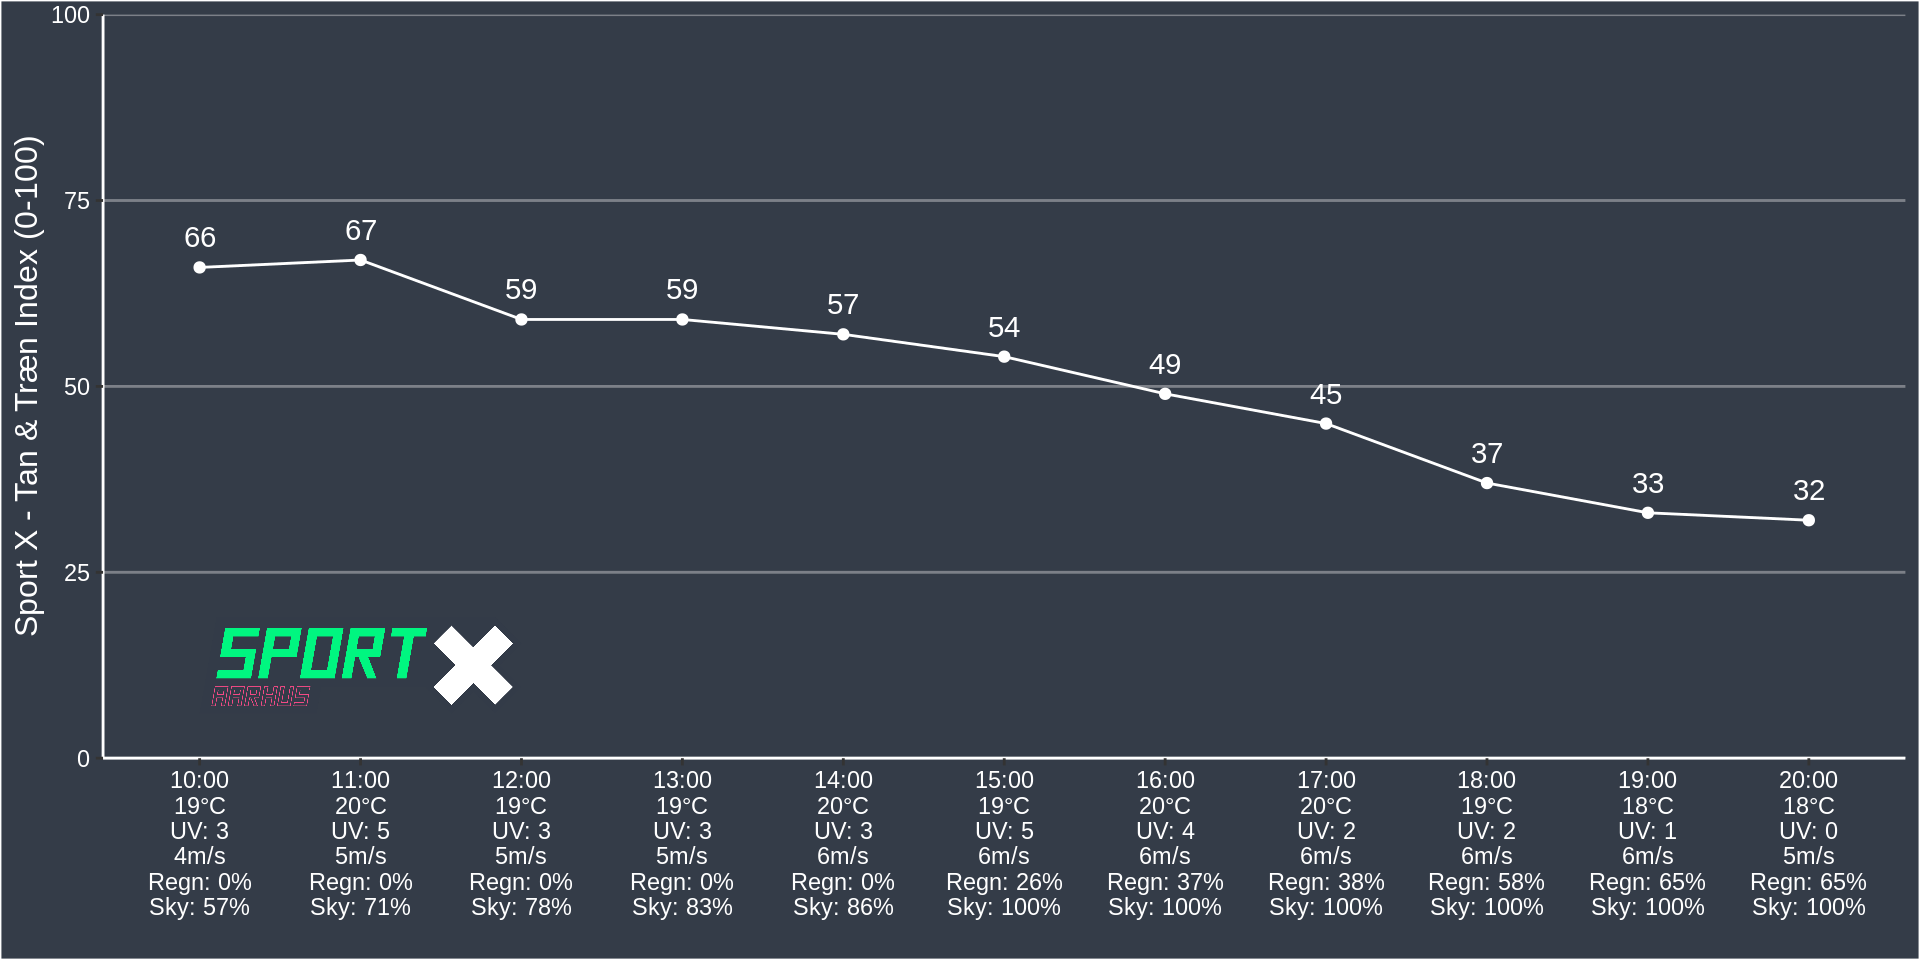 Sport X - Tan & Træn Index (0-100)
100
75
50
25
0
66
67
59
59
57
54
49
45
37
33
32
SPORT X
AARHUS
10:00
19°C
UV: 3
4m/s
Regn: 0%
Sky: 57%
11:00
20°C
UV: 5
5m/s
Regn: 0%
Sky: 71%
12:00
19°C
UV: 3
5m/s
Regn: 0%
Sky: 78%
13:00
19°C
UV: 3
5m/s
Regn: 0%
Sky: 83%
14:00
20°C
UV: 3
6m/s
Regn: 0%
Sky: 86%
15:00
19°C
UV: 5
6m/s
Regn: 26%
Sky: 100%
16:00
20°C
UV: 4
6m/s
Regn: 37%
Sky: 100%
17:00
20°C
UV: 2
6m/s
Regn: 38%
Sky: 100%
18:00
19°C
UV: 2
6m/s
Regn: 58%
Sky: 100%
19:00
18°C
UV: 1
6m/s
Regn: 65%
Sky: 100%
20:00
18°C
UV: 0
5m/s
Regn: 65%
Sky: 100%